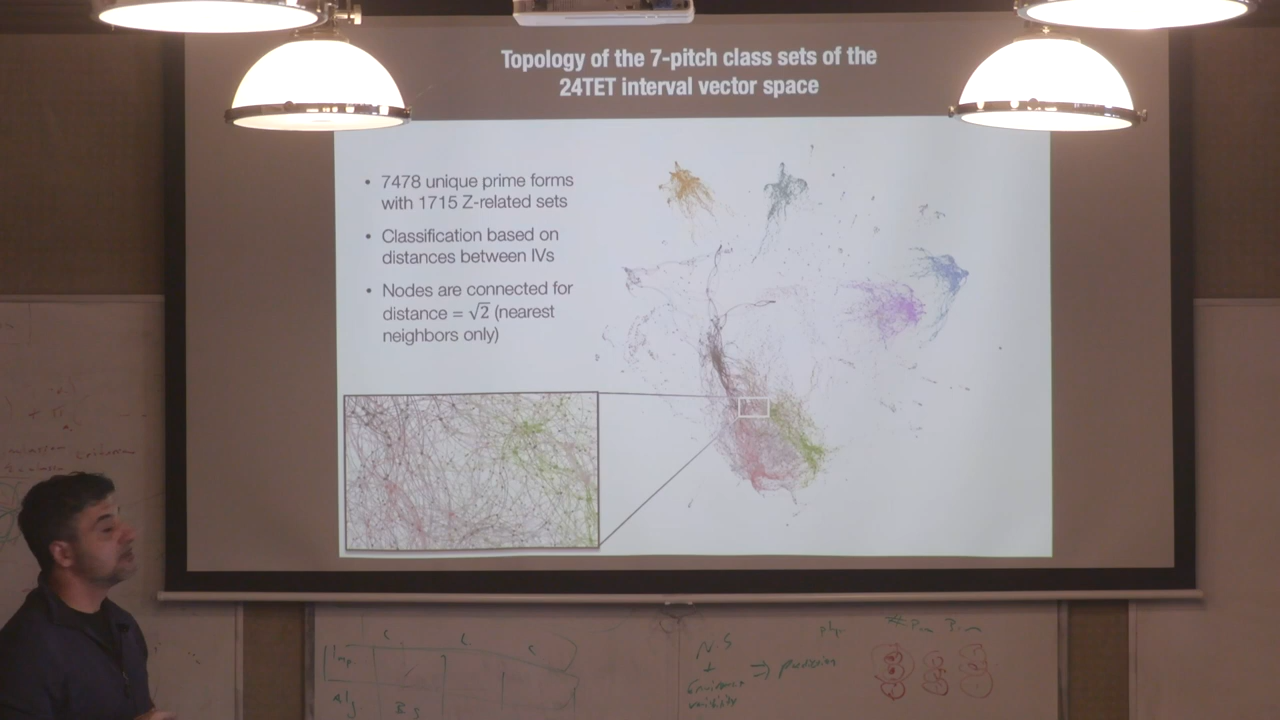 Topology of the 7-pitch class sets of the
24TET interval vector space
• 7478 unique prime forms
with 1715 Z-related sets
• Classification based on
distances between IVs
• Nodes are connected for
distance = √2 (nearest
neighbors only)
N.S